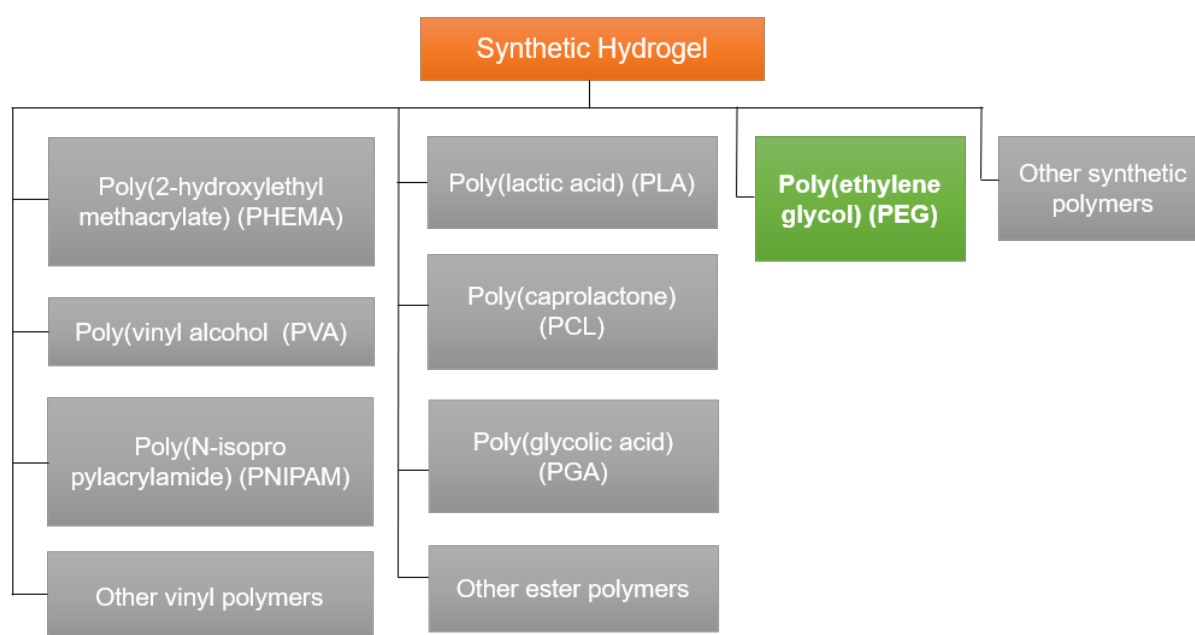 Synthetic Hydrogel
Poly(2-hydroxylethyl
methacrylate) (PHEMA)
Poly(vinyl alcohol (PVA)
Poly(N-isopro
pylacrylamide) (PNIPAM)
Other vinyl polymers
Poly(lactic acid) (PLA)
Poly(caprolactone)
(PCL)
Poly(glycolic acid)
(PGA)
Other ester polymers
Poly(ethylene
glycol) (PEG)
Other synthetic
polymers